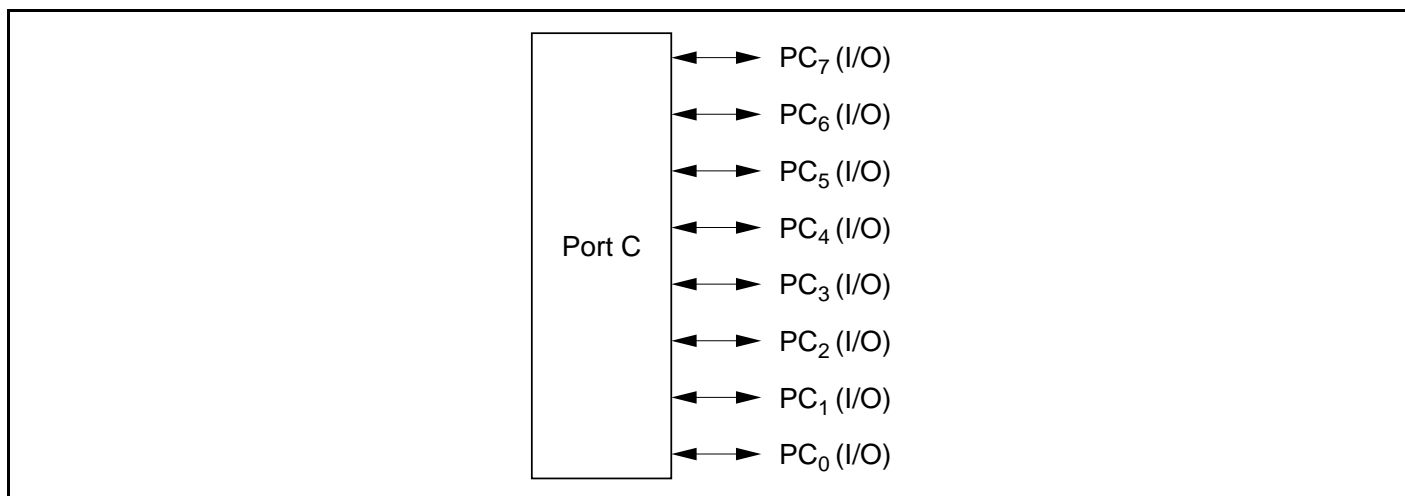 PC₇ (I/O)
PC₆ (I/O)
PC₅ (I/O)
PC₄ (I/O)
Port C
PC₃ (I/O)
PC₂ (I/O)
PC₁ (I/O)
PC₀ (I/O)